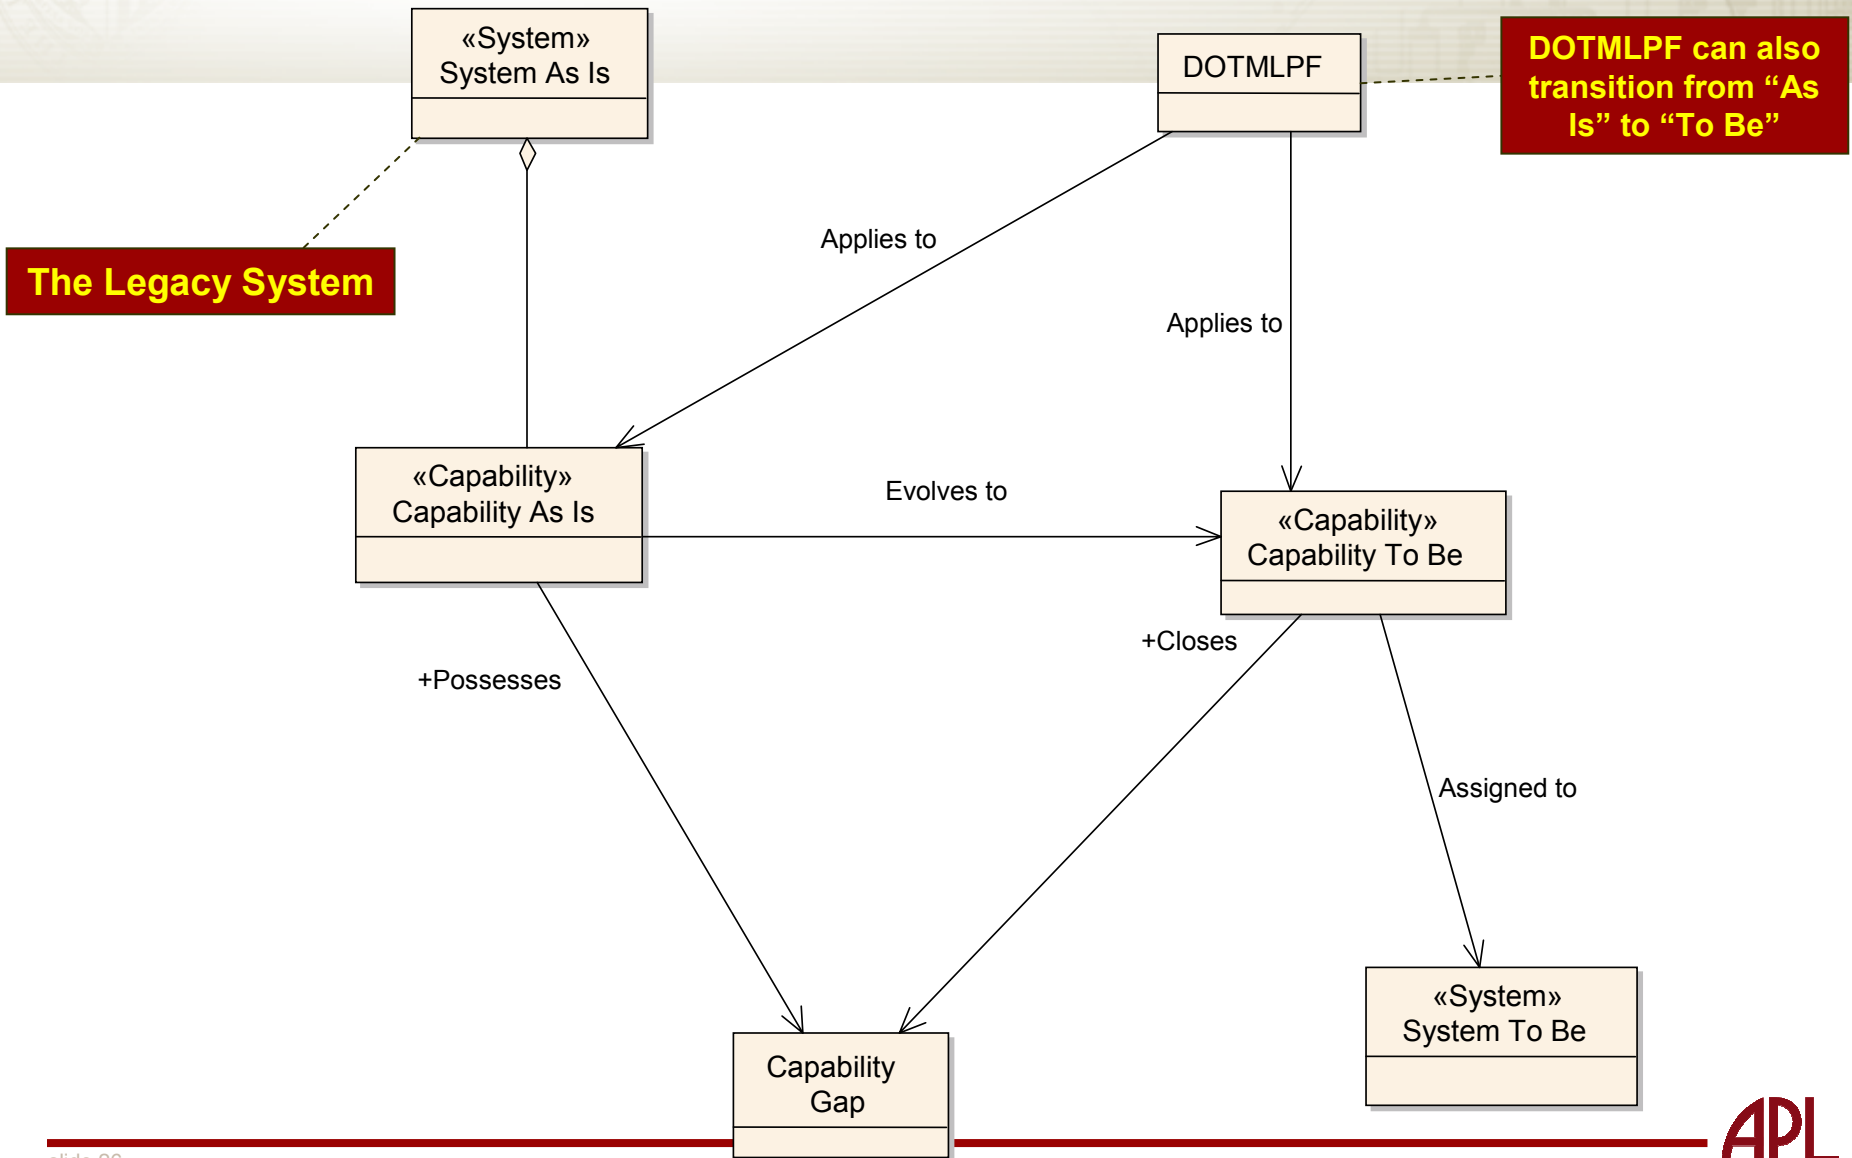 «System»
System As Is
DOTMLPF
DOTMLPF can also
transition from “As
Is” to “To Be”
The Legacy System
Applies to
Applies to
«Capability»
Capability As Is
Evolves to
«Capability»
Capability To Be
+Closes
+Possesses
Assigned to
«System»
System To Be
Capability
Gap
APL